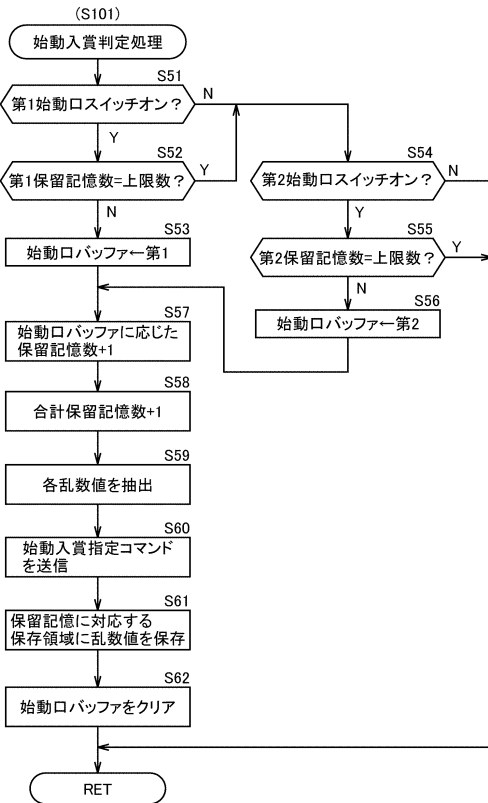 (S101)
始動入賞判定処理
S51
第1始動口スイッチオン？
N
Y
S52
第1保留記憶数=上限数？
Y
N
S53
始動口バッファ←第1
S54
第2始動口スイッチオン？
N
Y
S55
第2保留記憶数=上限数？
Y
N
S56
始動口バッファ←第2
S57
始動口バッファに応じた
保留記憶数+1
S58
合計保留記憶数+1
S59
各乱数値を抽出
S60
始動入賞指定コマンド
を送信
S61
保留記憶に対応する
保存領域に乱数値を保存
S62
始動口バッファをクリア
RET